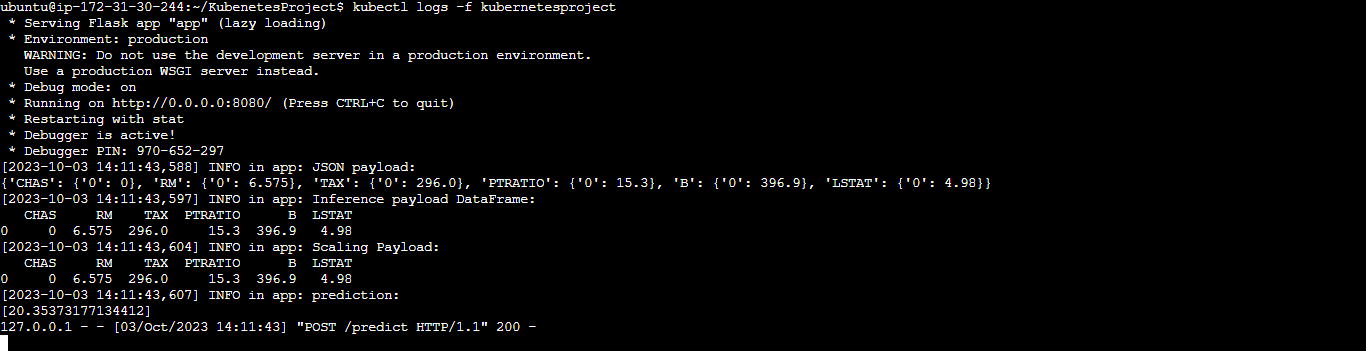 ubuntu@ip-172-31-30-244:~/KubenetesProject$ kubectl logs -f kubernetesproject
 * Serving Flask app "app" (lazy loading)
 * Environment: production
   WARNING: Do not use the development server in a production environment.
   Use a production WSGI server instead.
 * Debug mode: on
 * Running on http://0.0.0.0:8080/ (Press CTRL+C to quit)
 * Restarting with stat
 * Debugger is active!
 * Debugger PIN: 970-652-297
[2023-10-03 14:11:43,588] INFO in app: JSON payload:
{'CHAS': {'0': 0}, 'RM': {'0': 6.575}, 'TAX': {'0': 296.0}, 'PTRATIO': {'0': 15.3}, 'B': {'0': 396.9}, 'LSTAT': {'0': 4.98}}
[2023-10-03 14:11:43,597] INFO in app: Inference payload DataFrame:
   CHAS     RM    TAX  PTRATIO      B  LSTAT
0     0  6.575  296.0     15.3  396.9   4.98
[2023-10-03 14:11:43,604] INFO in app: Scaling Payload:
   CHAS     RM    TAX  PTRATIO      B  LSTAT
0     0  6.575  296.0     15.3  396.9   4.98
[2023-10-03 14:11:43,607] INFO in app: prediction:
[20.35373177134412]
127.0.0.1 - - [03/Oct/2023 14:11:43] "POST /predict HTTP/1.1" 200 -